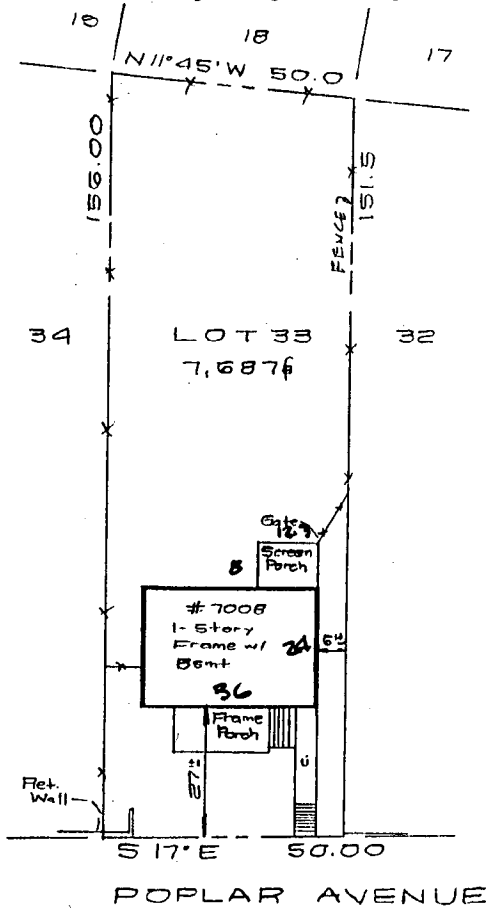 19
18
17
N 11° 45' W 50.0
156.00
151.5
FENCE?
34
LOT 33
32
7,687
Gate
Screen
Porch
8
# 7008
1-Story
Frame w/
Bsmt
24
36
Frame
Porch
27±
Ret.
Wall
S 17° E 50.00
POPLAR AVENUE